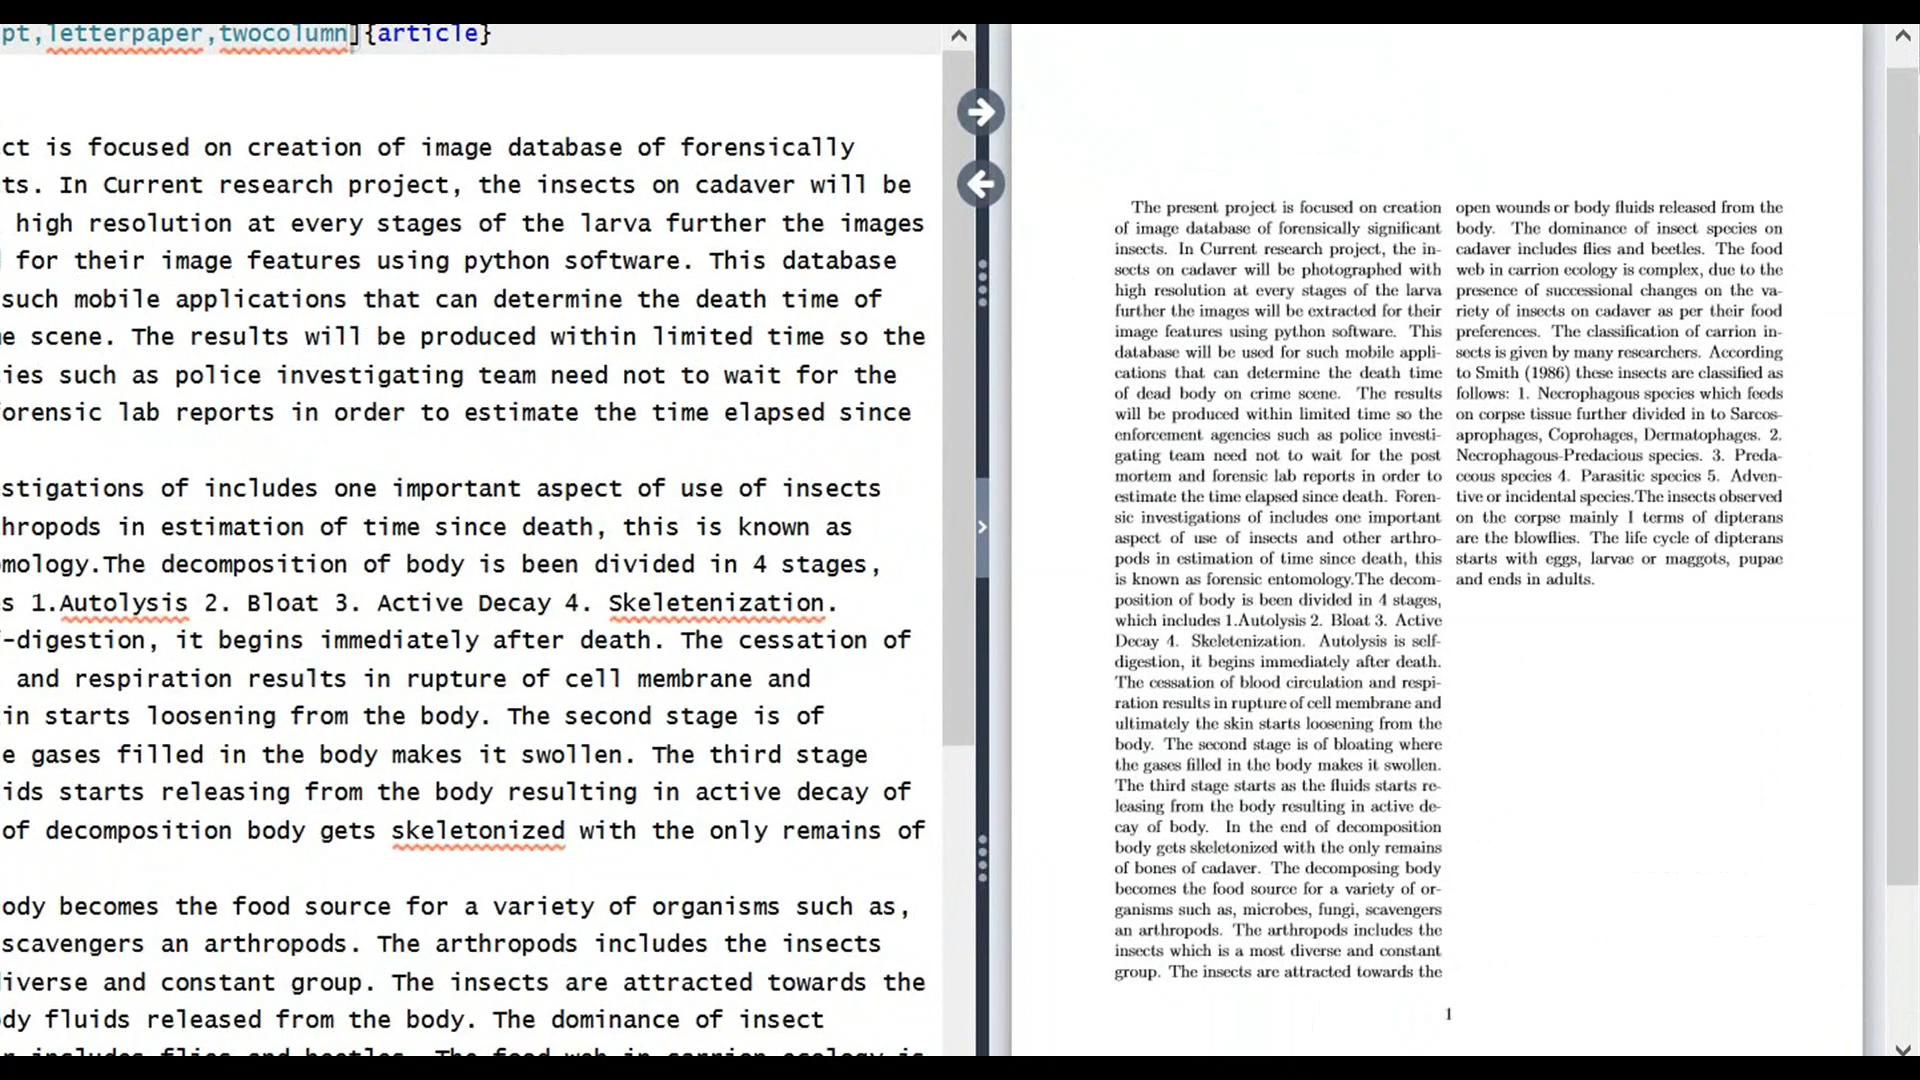 pt,letterpaper,twocolumn]{article}
ct is focused on creation of image database of forensically
ts. In Current research project, the insects on cadaver will be
high resolution at every stages of the larva further the images
for their image features using python software. This database
such mobile applications that can determine the death time of
e scene. The results will be produced within limited time so the
ies such as police investigating team need not to wait for the
orensic lab reports in order to estimate the time elapsed since
stigations of includes one important aspect of use of insects
hropods in estimation of time since death, this is known as
omology.The decomposition of body is been divided in 4 stages,
s 1.Autolysis 2. Bloat 3. Active Decay 4. Skeletenization.
-digestion, it begins immediately after death. The cessation of
and respiration results in rupture of cell membrane and
in starts loosening from the body. The second stage is of
e gases filled in the body makes it swollen. The third stage
ids starts releasing from the body resulting in active decay of
of decomposition body gets skeletonized with the only remains of
ody becomes the food source for a variety of organisms such as,
scavengers an arthropods. The arthropods includes the insects
iverse and constant group. The insects are attracted towards the
dy fluids released from the body. The dominance of insect
r includes flies and beetles. The food web in carrion ecology is
The present project is focused on creation
of image database of forensically significant
insects. In Current research project, the in-
sects on cadaver will be photographed with
high resolution at every stages of the larva
further the images will be extracted for their
image features using python software. This
database will be used for such mobile appli-
cations that can determine the death time
of dead body on crime scene. The results
will be produced within limited time so the
enforcement agencies such as police investi-
gating team need not to wait for the post
mortem and forensic lab reports in order to
estimate the time elapsed since death. Foren-
sic investigations of includes one important
aspect of use of insects and other arthro-
pods in estimation of time since death, this
is known as forensic entomology.The decom-
position of body is been divided in 4 stages,
which includes 1.Autolysis 2. Bloat 3. Active
Decay 4. Skeletenization. Autolysis is self-
digestion, it begins immediately after death.
The cessation of blood circulation and respi-
ration results in rupture of cell membrane and
ultimately the skin starts loosening from the
body. The second stage is of bloating where
the gases filled in the body makes it swollen.
The third stage starts as the fluids starts re-
leasing from the body resulting in active de-
cay of body. In the end of decomposition
body gets skeletonized with the only remains
of bones of cadaver. The decomposing body
becomes the food source for a variety of or-
ganisms such as, microbes, fungi, scavengers
an arthropods. The arthropods includes the
insects which is a most diverse and constant
group. The insects are attracted towards the
open wounds or body fluids released from the
body. The dominance of insect species on
cadaver includes flies and beetles. The food
web in carrion ecology is complex, due to the
presence of successional changes on the va-
riety of insects on cadaver as per their food
preferences. The classification of carrion in-
sects is given by many researchers. According
to Smith (1986) these insects are classified as
follows: 1. Necrophagous species which feeds
on corpse tissue further divided in to Sarcos-
aprophages, Coprohages, Dermatophages. 2.
Necrophagous-Predacious species. 3. Preda-
ceous species 4. Parasitic species 5. Adven-
tive or incidental species.The insects observed
on the corpse mainly I terms of dipterans
are the blowflies. The life cycle of dipterans
starts with eggs, larvae or maggots, pupae
and ends in adults.
1